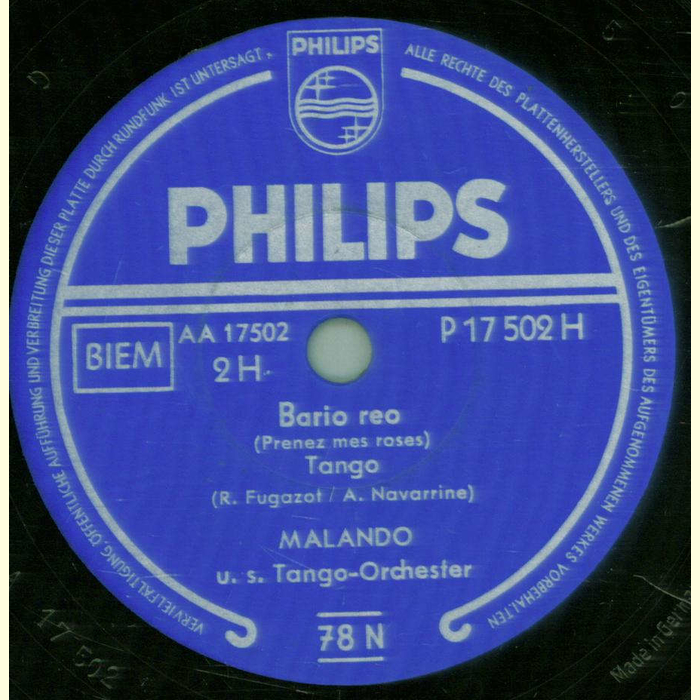 PHILIPS
ALLE RECHTE DES PLATTENHERSTELLERS UND DES EIGENTÜMERS DES AUFGENOMMENEN WERKES VORBEHALTEN
VERVIELFÄLTIGUNG, ÖFFENTLICHE AUFFÜHRUNG UND VERBREITUNG DIESER PLATTE DURCH RUNDFUNK IST UNTERSAGT
PHILIPS
BIEM
AA 17502
P 17 502 H
2 H
Bario reo
(Prenez mes roses)
Tango
(R. Fugazot / A. Navarrine)
MALANDO
u. s. Tango-Orchester
78 N
17 502
Made in